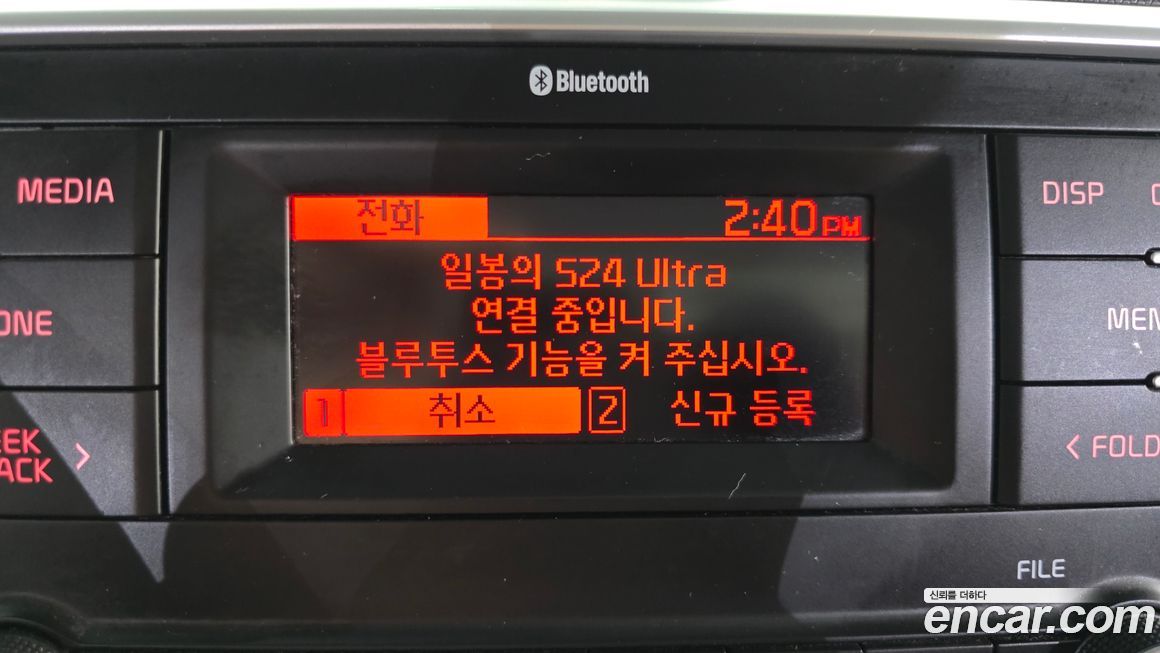 Bluetooth
MEDIA
DISP
전화 2:40 PM
일봉의 S24 Ultra
연결 중입니다.
블루투스 기능을 켜 주십시오.
1 취소 2 신규 등록
ONE
MEN
EEK
ACK >
< FOLD
FILE
신뢰를 더하다
encar.com